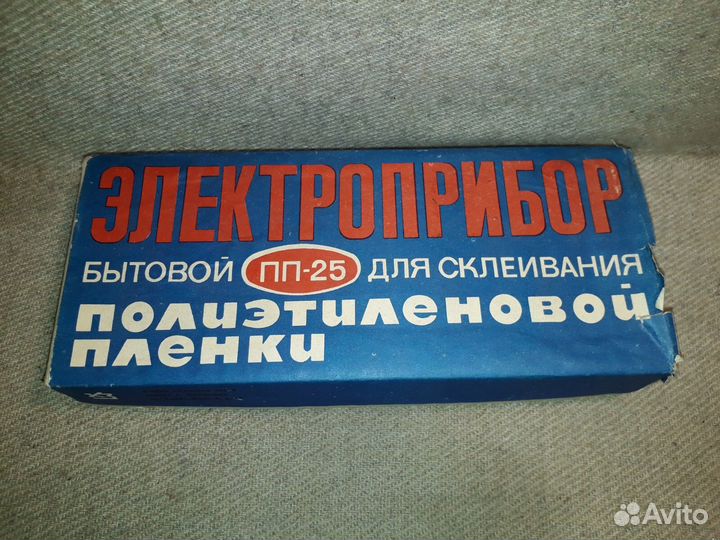 ЭЛЕКТРОПРИБОР
БЫТОВОЙ ПП-25 ДЛЯ СКЛЕИВАНИЯ
полиэтиленовой
пленки
Avito